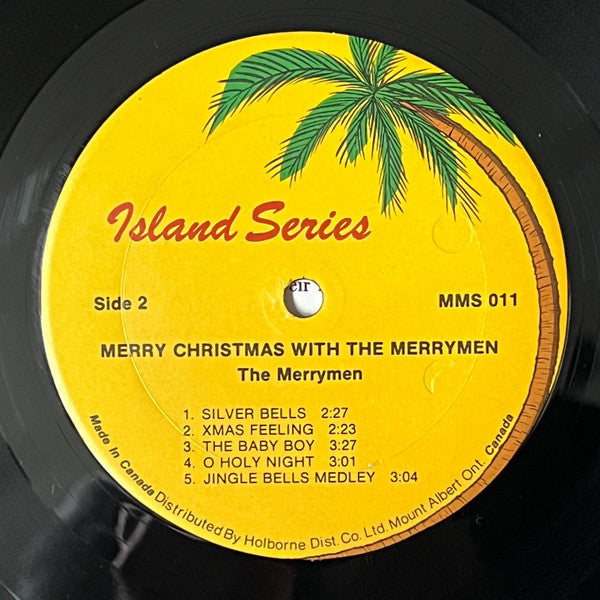 Island Series
eir
Side 2
MMS 011
MERRY CHRISTMAS WITH THE MERRYMEN
The Merrymen
1. SILVER BELLS 2:27
2. XMAS FEELING 2:23
3. THE BABY BOY 3:27
4. O HOLY NIGHT 3:01
5. JINGLE BELLS MEDLEY 3:04
Made In Canada Distributed By Holborne Dist. Co. Ltd. Mount Albert Ont. Canada